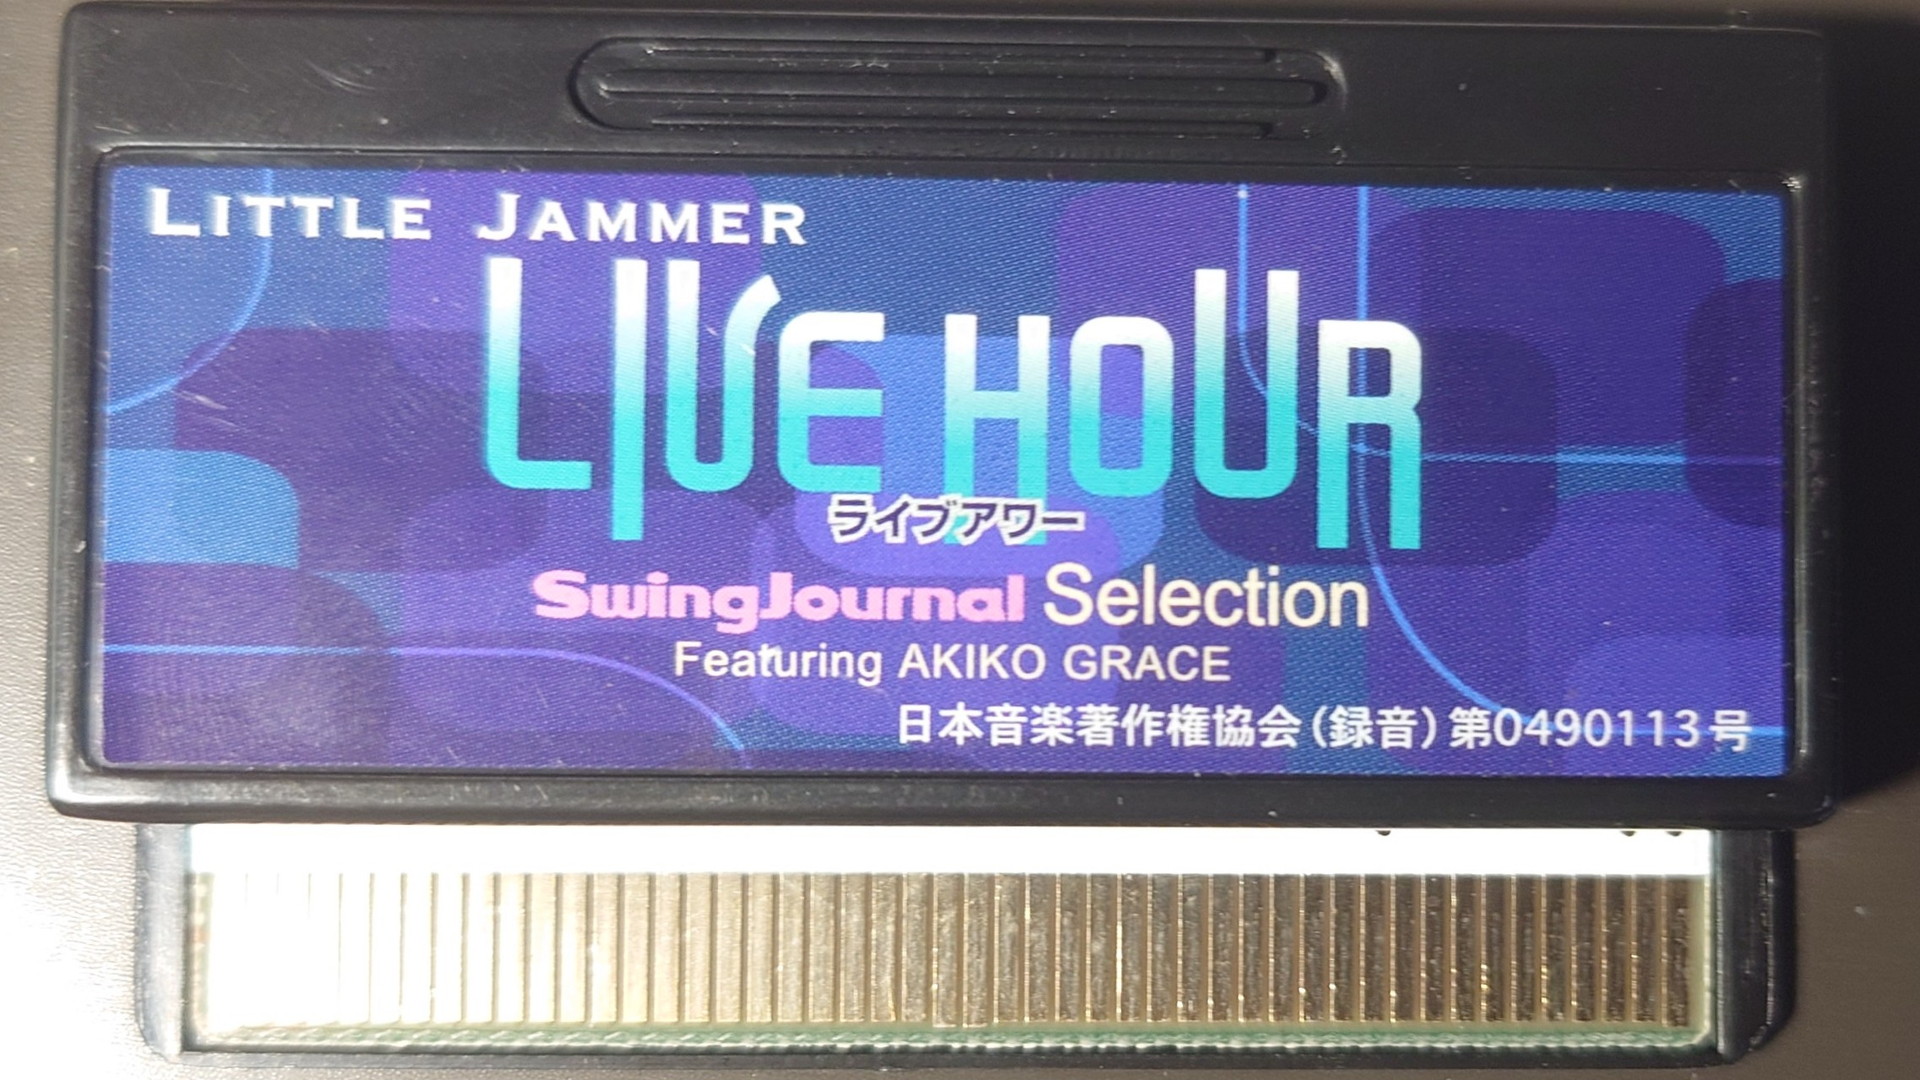 LITTLE JAMMER
LIVE HOUR
ライブアワー
SwingJournal Selection
Featuring AKIKO GRACE
日本音楽著作権協会(録音)第0490113号